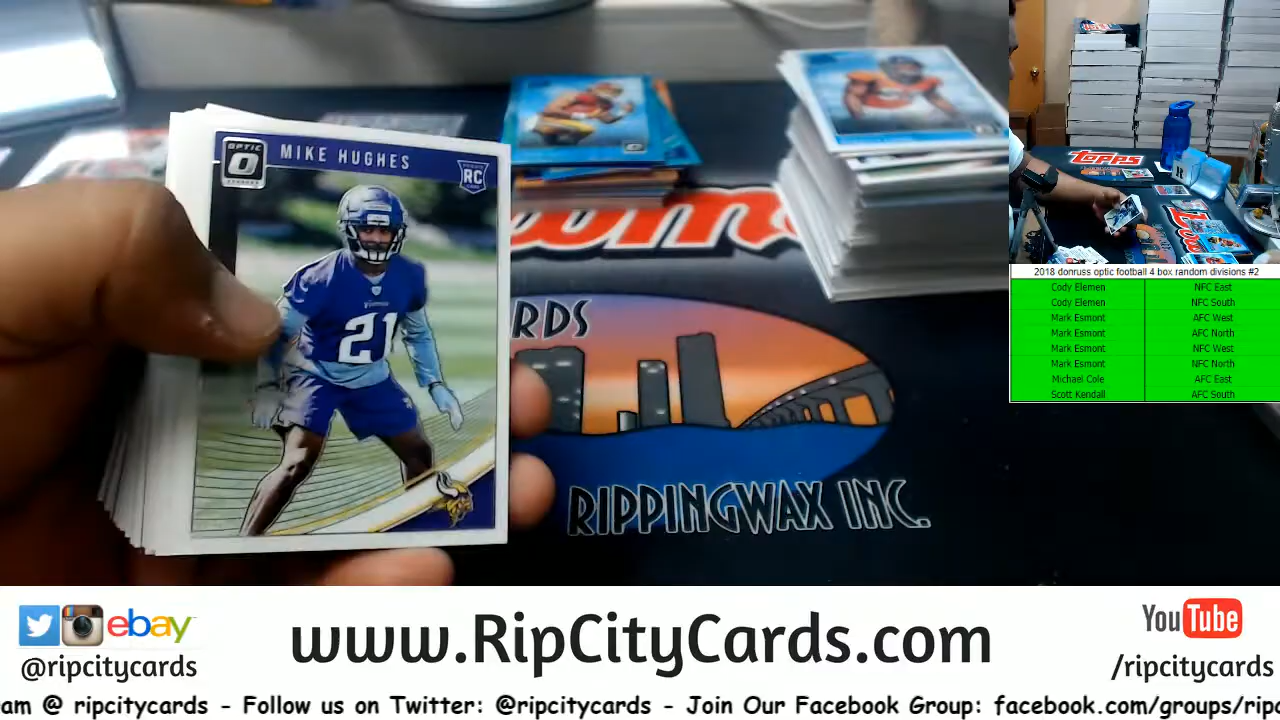 OPTIC
MIKE HUGHES
RC
21
TOPPS
RDS
RIPPINGWAX INC.
2018 donruss optic football 4 box random divisions #2
Cody Elemen NFC East
Cody Elemen NFC South
Mark Esmont AFC West
Mark Esmont AFC North
Mark Esmont NFC West
Mark Esmont NFC North
Michael Cole AFC East
Scott Kendall AFC South
ebay
@ripcitycards
www.RipCityCards.com
YouTube
/ripcitycards
am @ ripcitycards - Follow us on Twitter: @ripcitycards - Join Our Facebook Group: facebook.com/groups/ripc